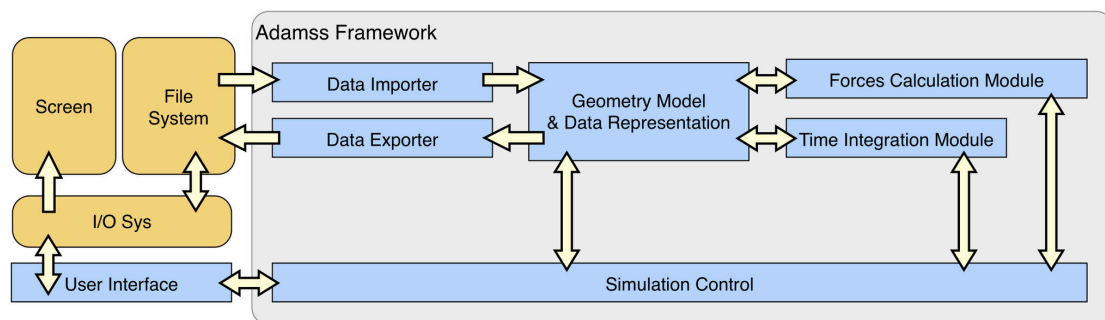 Adamss Framework
Screen
File
System
Data Importer
Data Exporter
Geometry Model
& Data Representation
Forces Calculation Module
Time Integration Module
I/O Sys
User Interface
Simulation Control